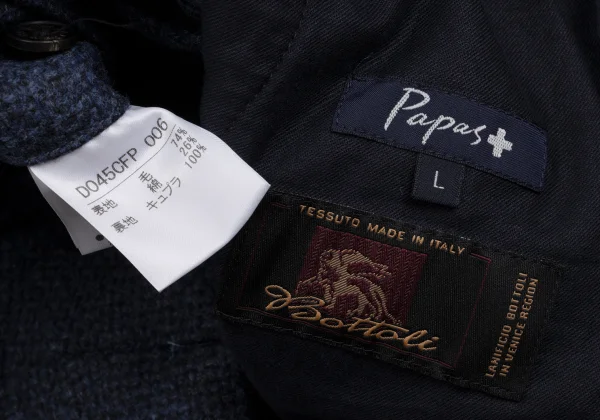 DO45CFP 006
表地 毛 74%
綿 26%
裏地 キュプラ 100%
Papas+
L
TESSUTO MADE IN ITALY
Bottoli
LANIFICIO BOTTOLI
IN VENICE REGION